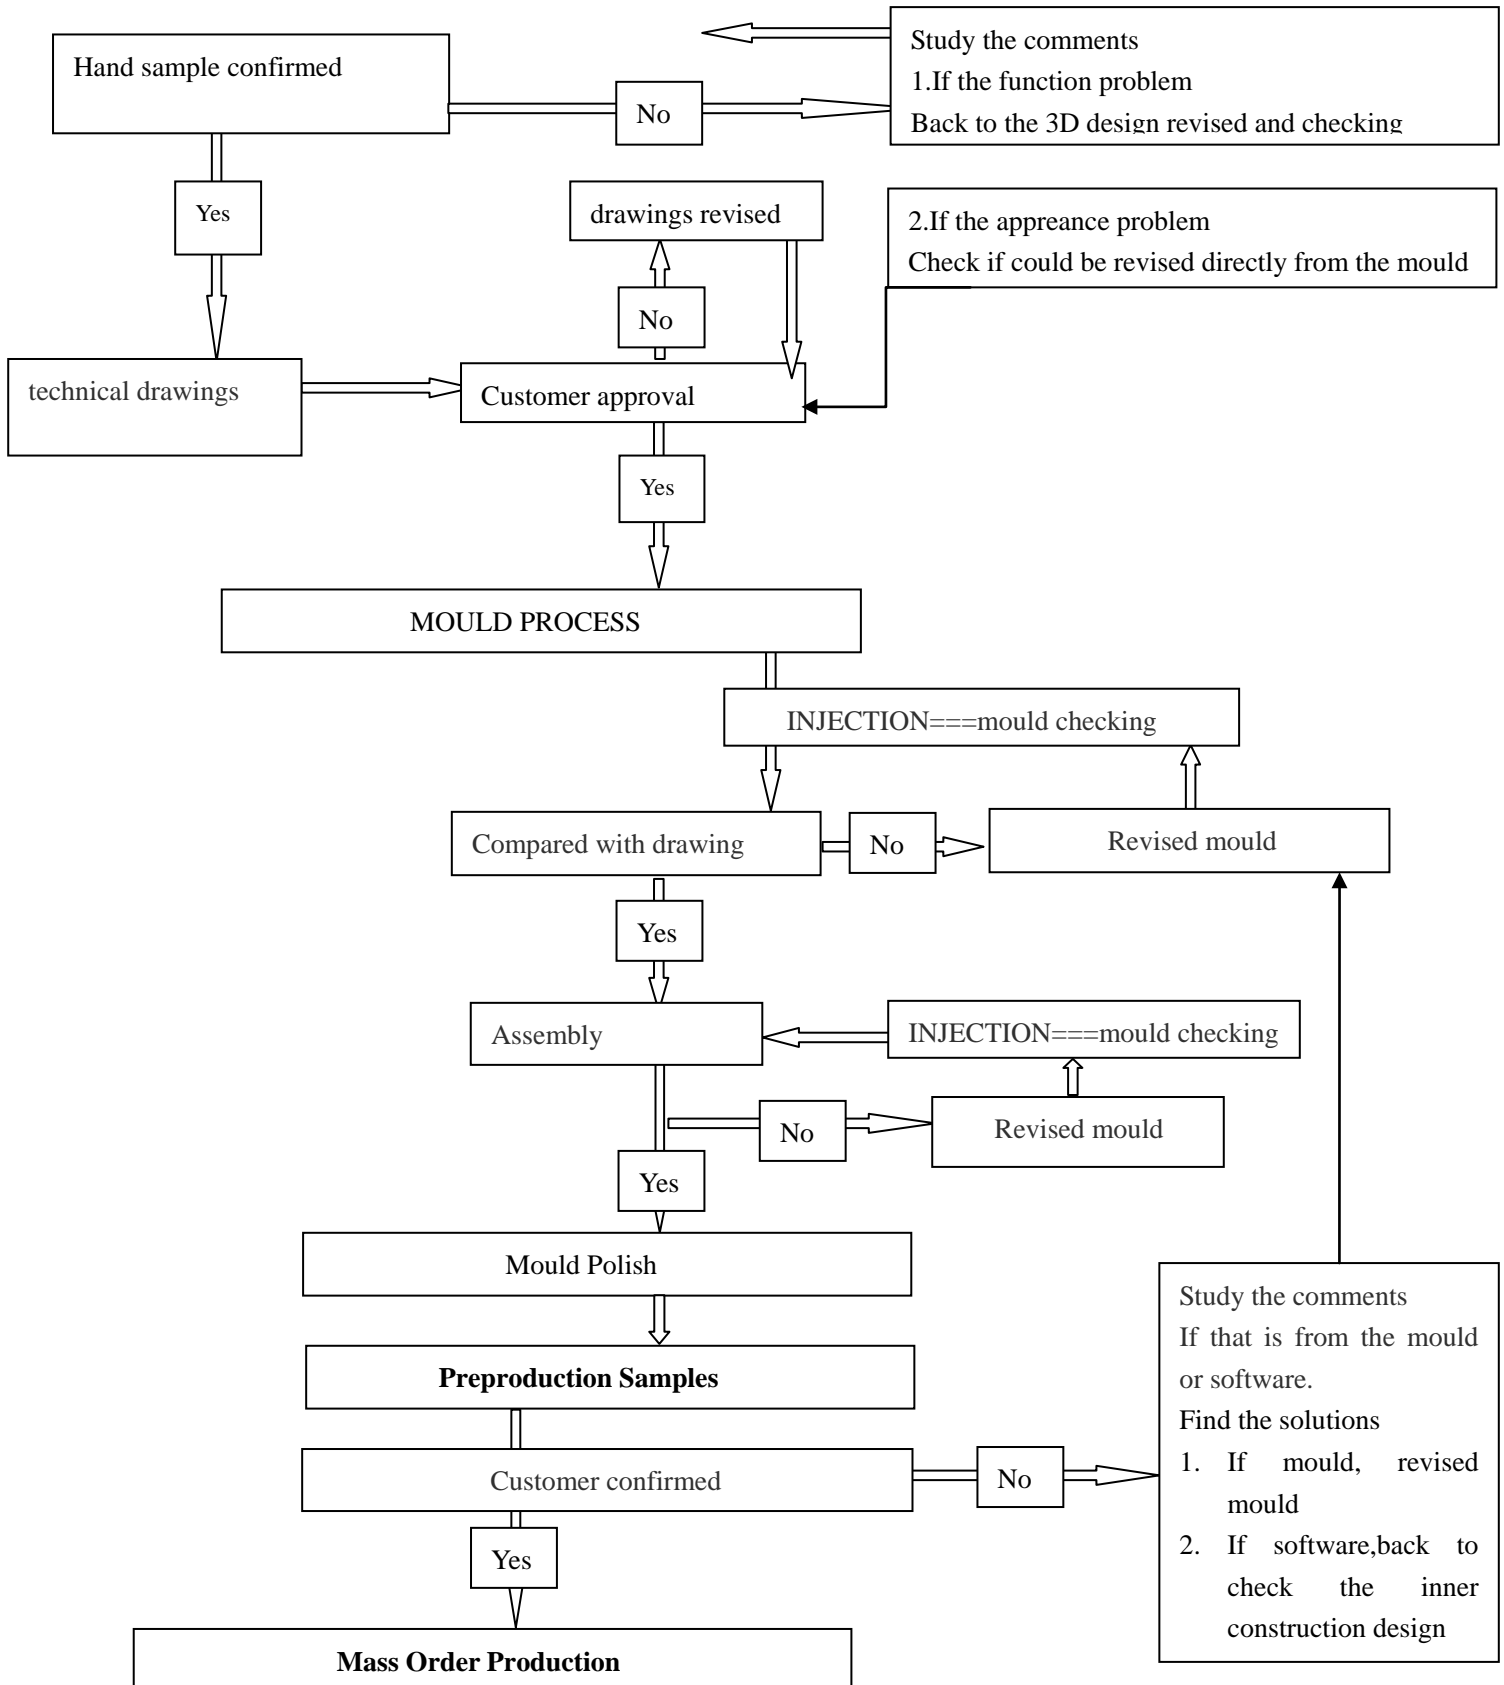 Hand sample confirmed
No
Study the comments
1.If the function problem
Back to the 3D design revised and checking
Yes
drawings revised
2.If the appreance problem
Check if could be revised directly from the mould
No
technical drawings
Customer approval
Yes
MOULD PROCESS
INJECTION===mould checking
Compared with drawing
No
Revised mould
Yes
Assembly
INJECTION===mould checking
No
Revised mould
Yes
Mould Polish
Preproduction Samples
Customer confirmed
No
Study the comments
If that is from the mould
or software.
Find the solutions
1. If mould, revised
mould
2. If software,back to
check the inner
construction design
Yes
Mass Order Production